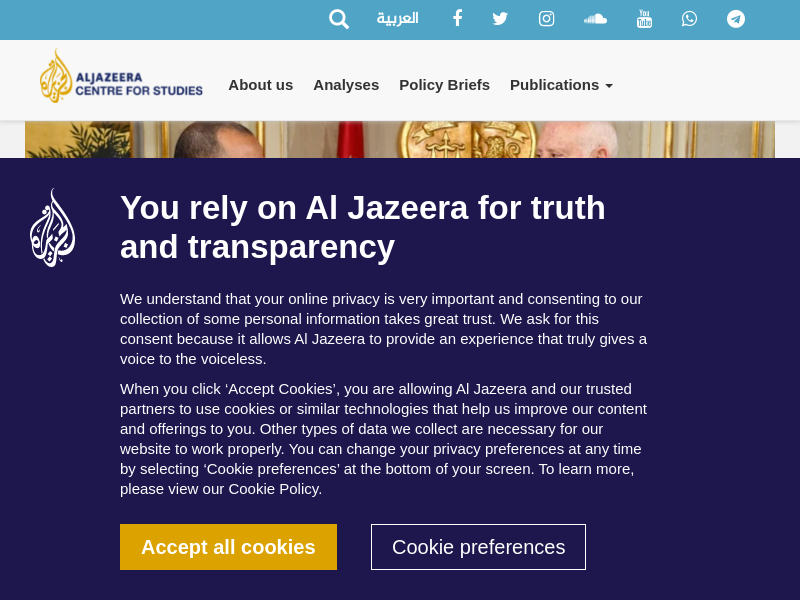 العربية
You
Tube
ALJAZEERA
CENTRE FOR STUDIES
About us
Analyses
Policy Briefs
Publications
You rely on Al Jazeera for truth
and transparency
We understand that your online privacy is very important and consenting to our
collection of some personal information takes great trust. We ask for this
consent because it allows Al Jazeera to provide an experience that truly gives a
voice to the voiceless.
When you click ‘Accept Cookies’, you are allowing Al Jazeera and our trusted
partners to use cookies or similar technologies that help us improve our content
and offerings to you. Other types of data we collect are necessary for our
website to work properly. You can change your privacy preferences at any time
by selecting ‘Cookie preferences’ at the bottom of your screen. To learn more,
please view our Cookie Policy.
Accept all cookies
Cookie preferences